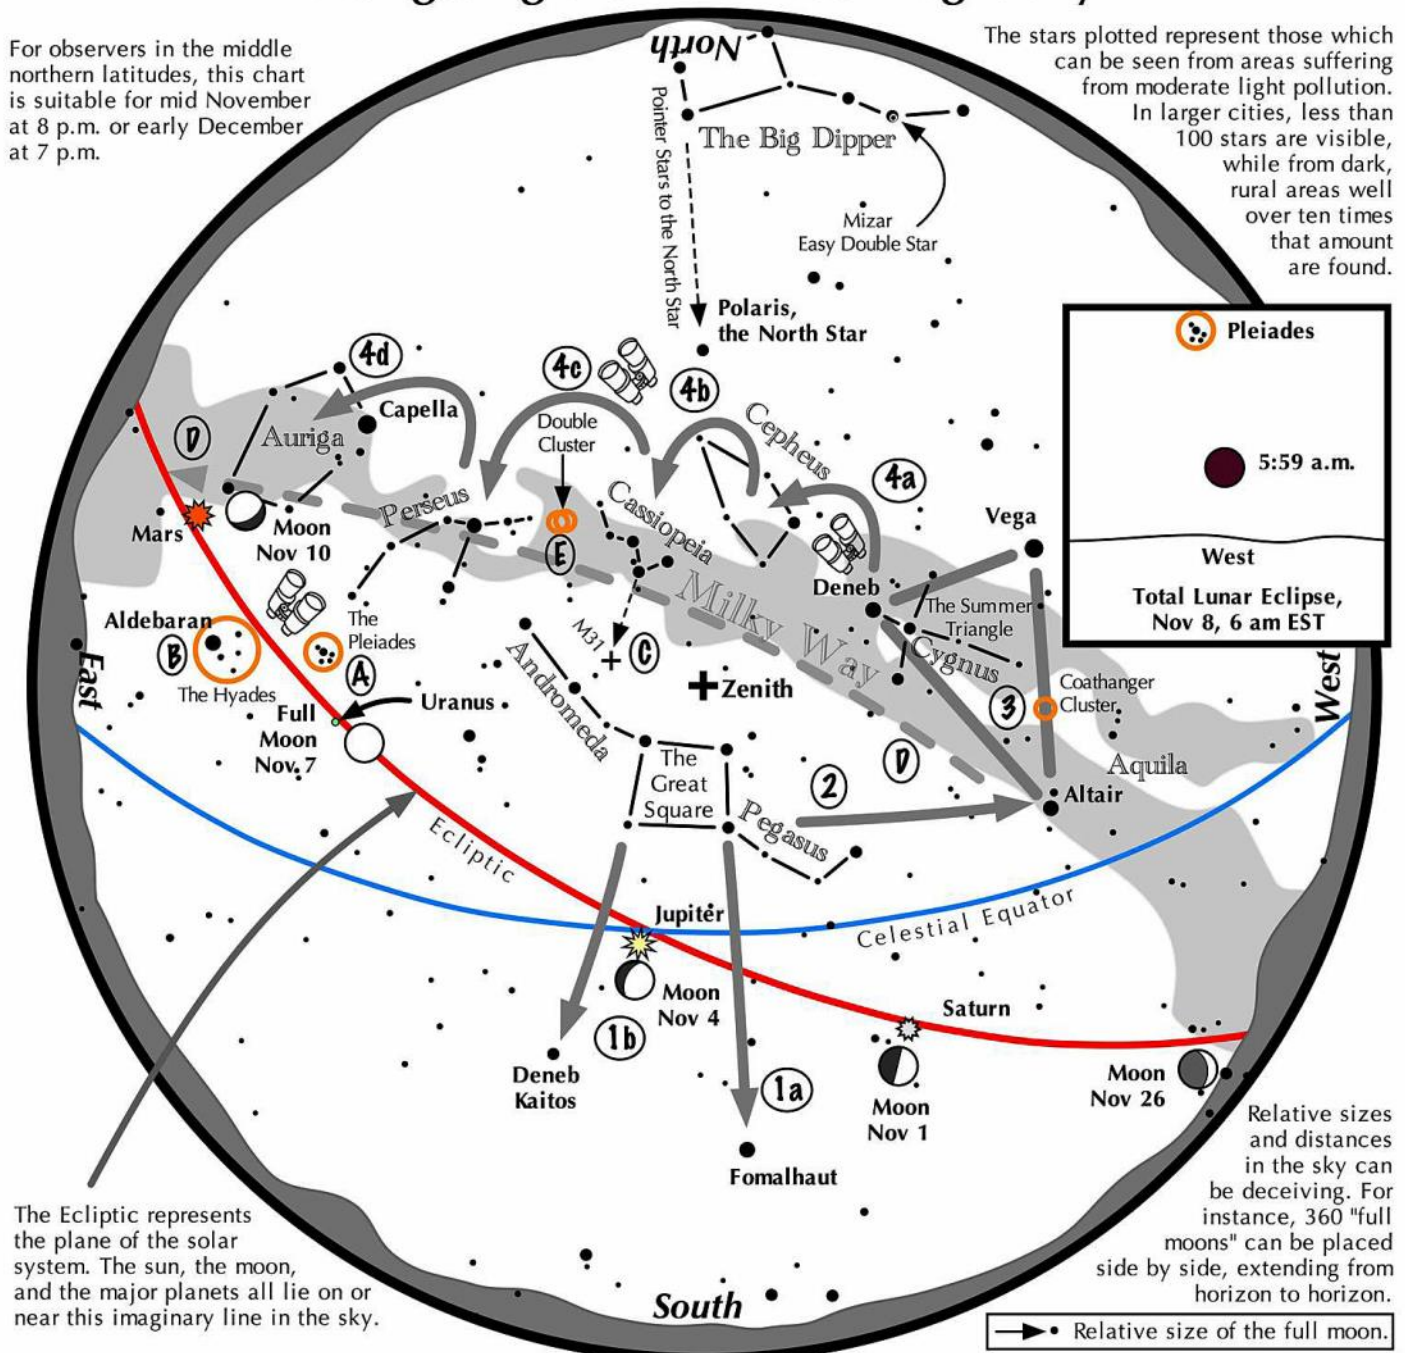 For observers in the middle
northern latitudes, this chart
is suitable for mid November
at 8 p.m. or early December
at 7 p.m.
The stars plotted represent those which
can be seen from areas suffering
from moderate light pollution.
In larger cities, less than
100 stars are visible,
while from dark,
rural areas well
over ten times
that amount
are found.
North
Pointer Stars to the North Star
The Big Dipper
Mizar
Easy Double Star
Polaris,
the North Star
Pleiades
5:59 a.m.
West
Total Lunar Eclipse,
Nov 8, 6 am EST
4d
4c
4b
4a
Capella
Auriga
D
Double
Cluster
Cepheus
Perseus
Cassiopeia
E
Mars
Moon
Nov 10
Vega
Deneb
The Summer
Triangle
Cygnus
Milky Way
Aldebaran
B
The Hyades
The
Pleiades
A
M31
C
Andromeda
Zenith
East
West
Uranus
Full
Moon
Nov 7
3
Coathanger
Cluster
D
Aquila
Altair
The
Great
Square
2
Pegasus
Ecliptic
Jupiter
Celestial Equator
Moon
Nov 4
Saturn
1b
Deneb
Kaitos
1a
Moon
Nov 1
Moon
Nov 26
Fomalhaut
South
The Ecliptic represents
the plane of the solar
system. The sun, the moon,
and the major planets all lie on or
near this imaginary line in the sky.
Relative sizes
and distances
in the sky can
be deceiving. For
instance, 360 "full
moons" can be placed
side by side, extending from
horizon to horizon.
Relative size of the full moon.